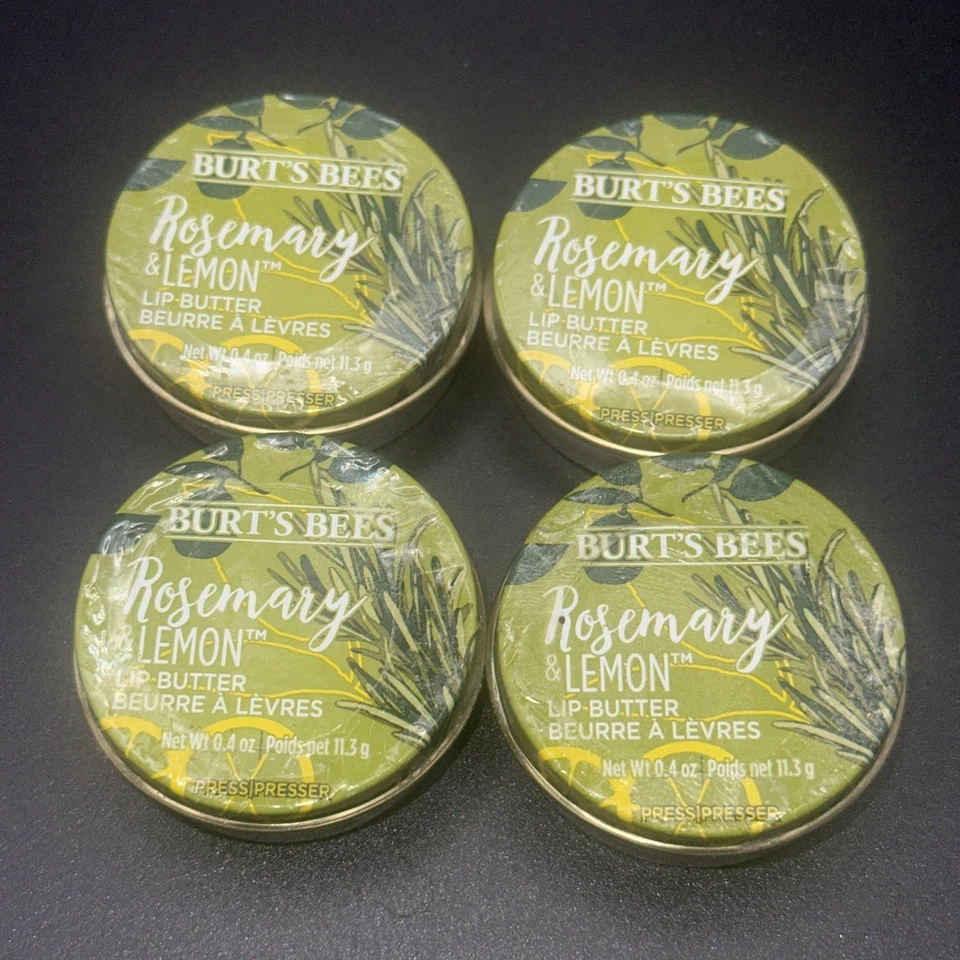 BURT'S BEES
Rosemary
& LEMON™
LIP BUTTER
BEURRE À LÈVRES
Net Wt 0.4 oz Poids net 11.3 g
PRESS|PRESSER
BURT'S BEES
Rosemary
& LEMON™
LIP BUTTER
BEURRE À LÈVRES
Net Wt 0.4 oz Poids net 11.3 g
PRESS|PRESSER
BURT'S BEES
Rosemary
& LEMON™
LIP BUTTER
BEURRE À LÈVRES
Net Wt 0.4 oz Poids net 11.3 g
PRESS|PRESSER
BURT'S BEES
Rosemary
& LEMON™
LIP BUTTER
BEURRE À LÈVRES
Net Wt 0.4 oz Poids net 11.3 g
PRESS|PRESSER